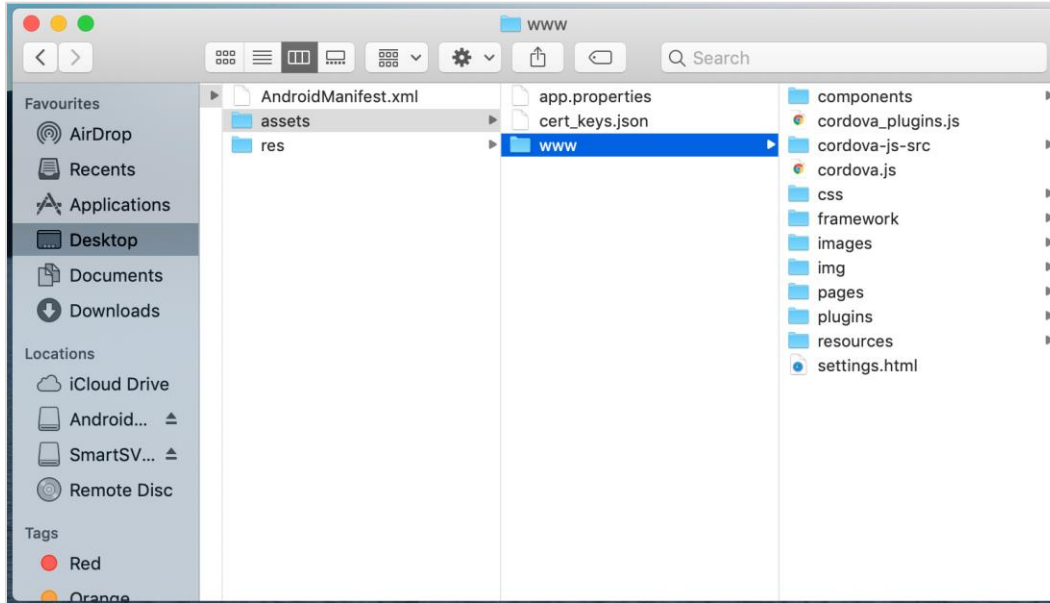 www
Search
Favourites
AirDrop
Recents
Applications
Desktop
Documents
Downloads
Locations
iCloud Drive
Android...
SmartSV...
Remote Disc
Tags
Red
Orange
AndroidManifest.xml
assets
res
app.properties
cert_keys.json
www
components
cordova_plugins.js
cordova-js-src
cordova.js
css
framework
images
img
pages
plugins
resources
settings.html